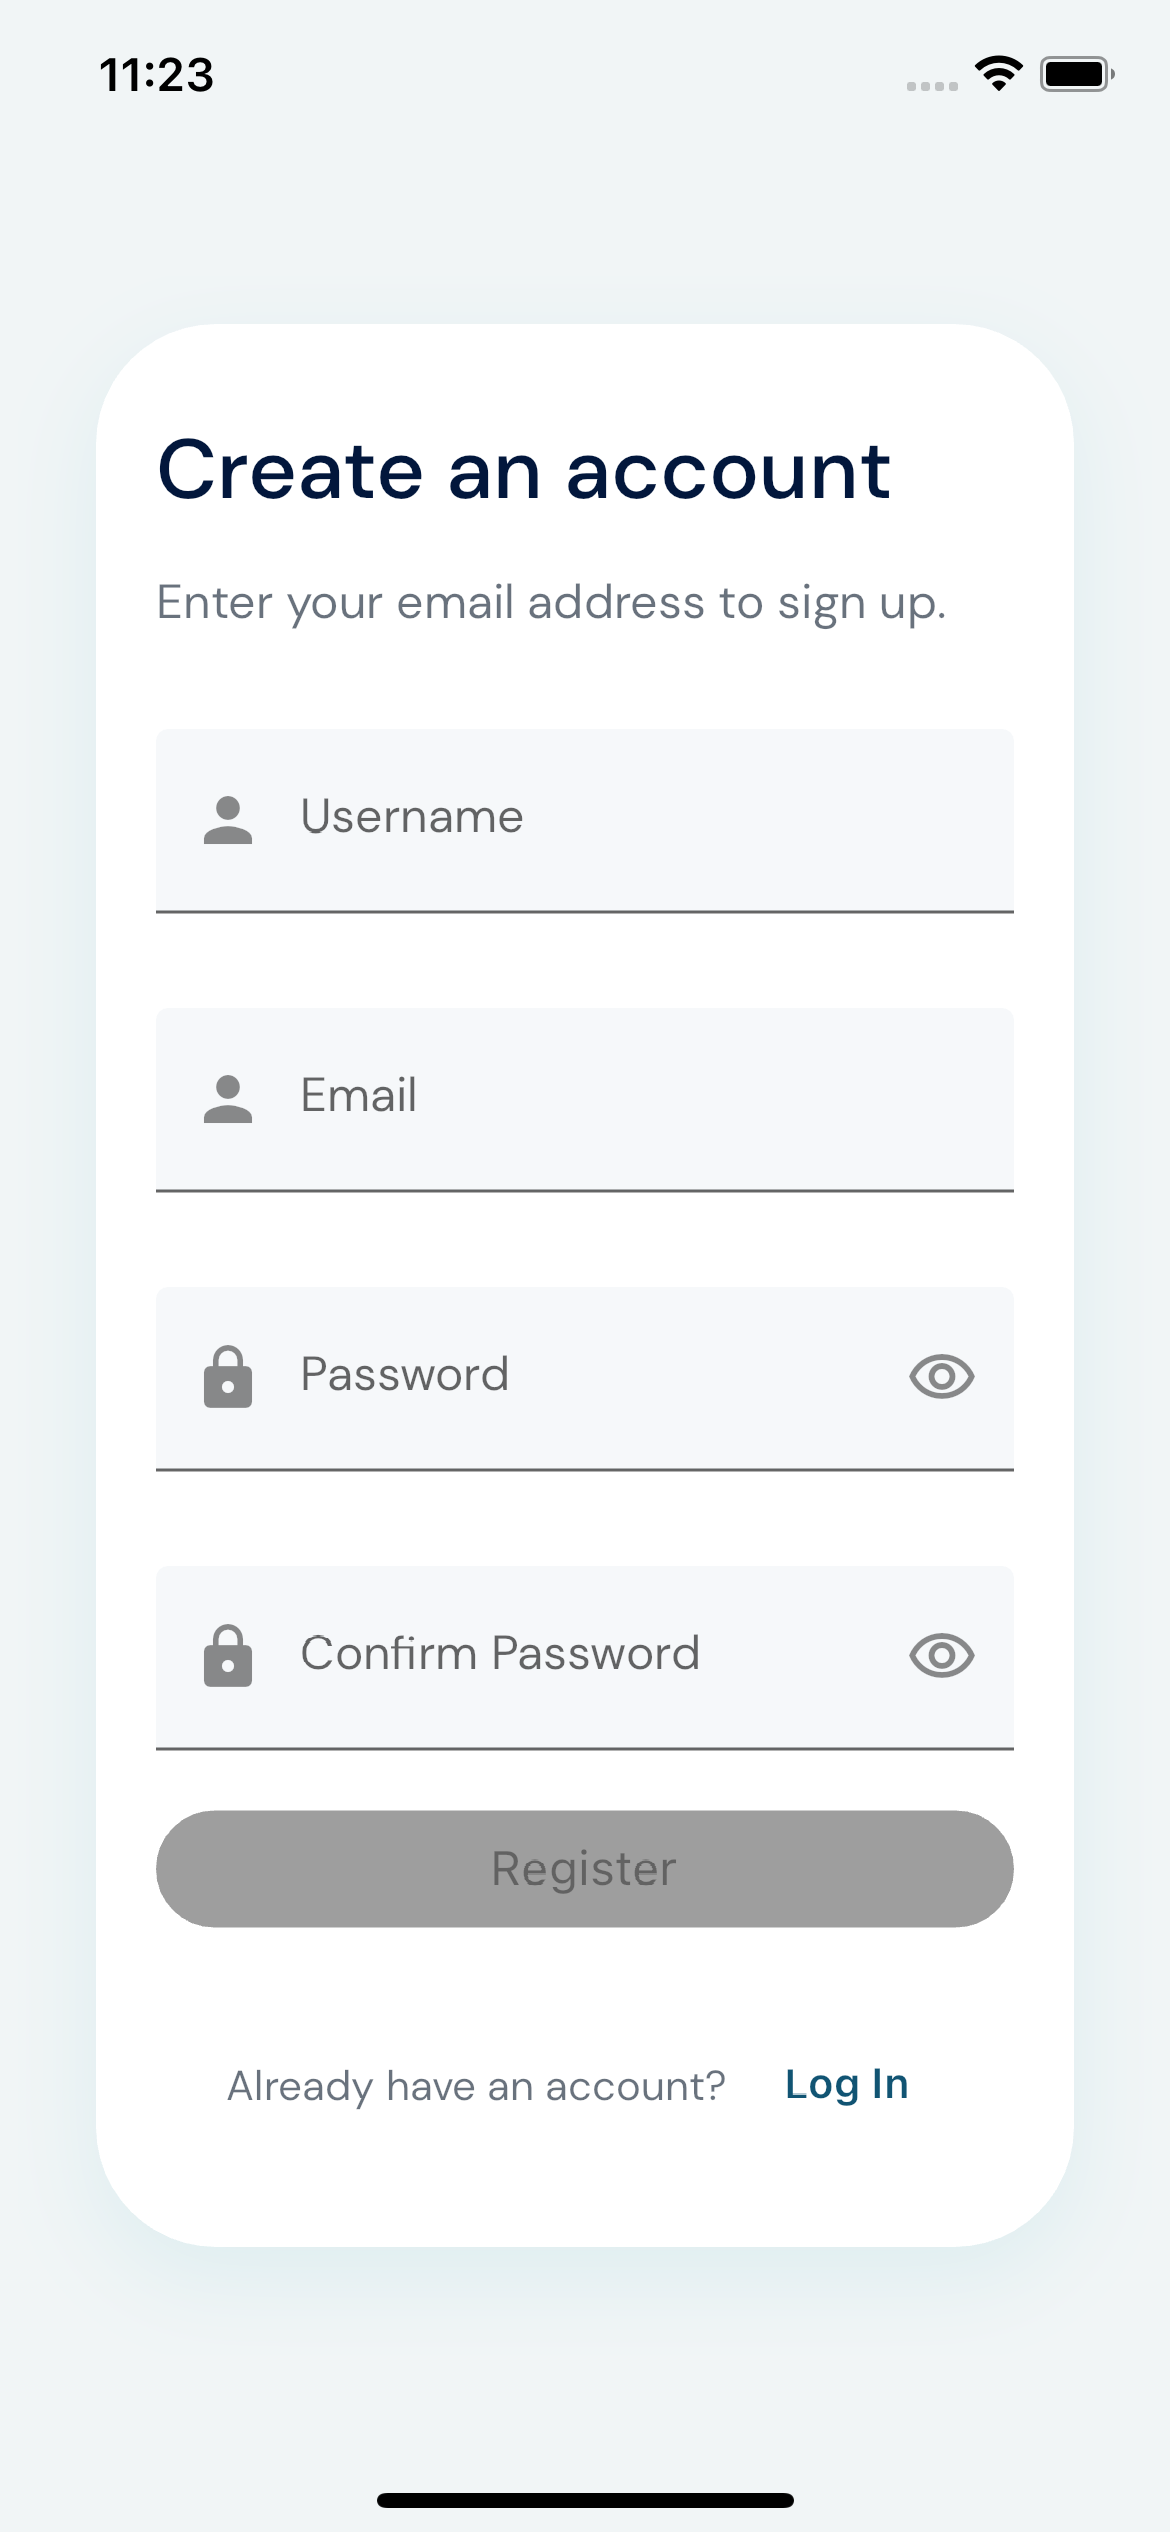 11:23
Create an account
Enter your email address to sign up.
Username
Email
Password
Confirm Password
Register
Already have an account? Log In